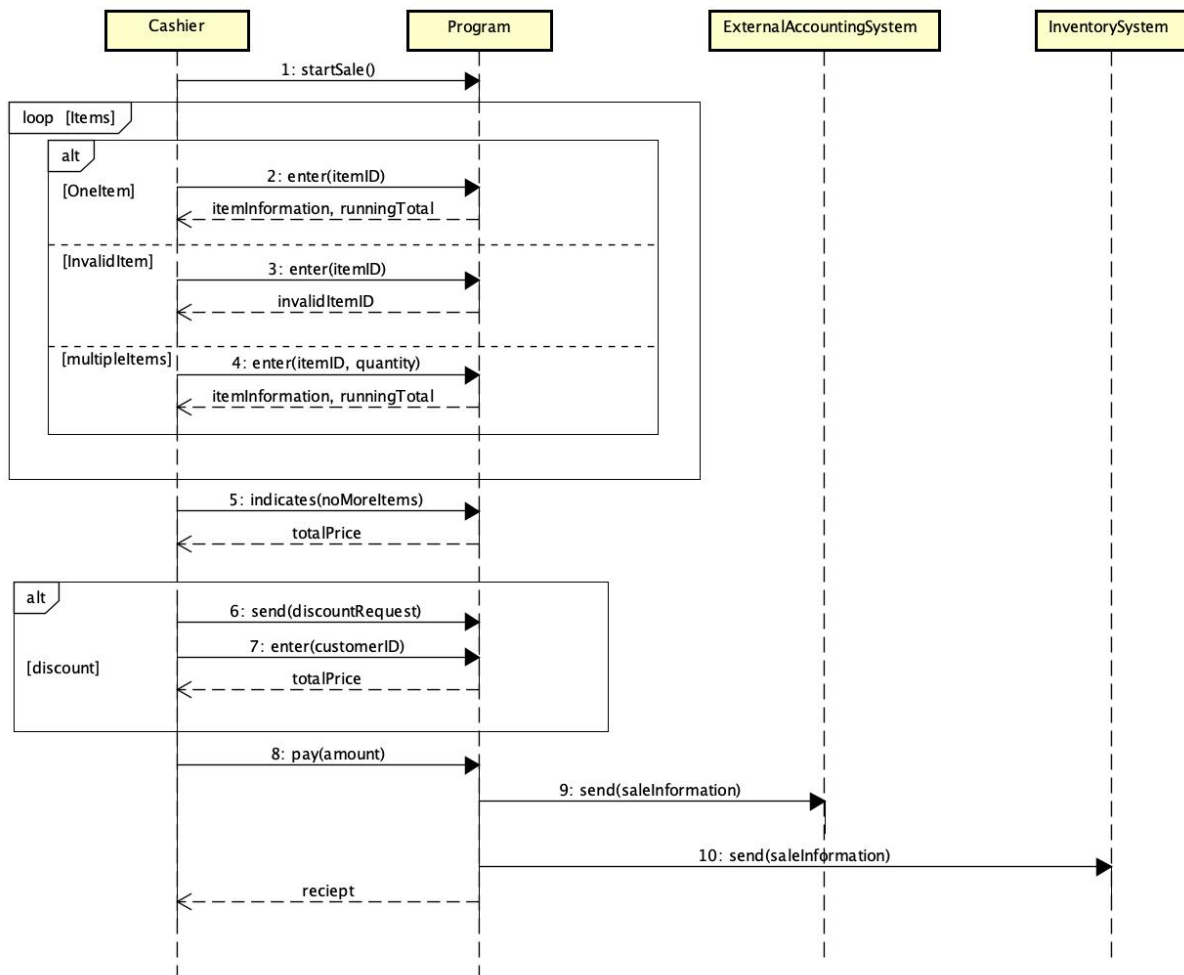 Cashier
Program
ExternalAccountingSystem
InventorySystem
1: startSale()
loop [Items]
alt
[OneItem]
2: enter(itemID)
itemInformation, runningTotal
[InvalidItem]
3: enter(itemID)
invalidItemID
[multipleItems]
4: enter(itemID, quantity)
itemInformation, runningTotal
5: indicates(noMoreItems)
totalPrice
alt
6: send(discountRequest)
7: enter(customerID)
[discount]
totalPrice
8: pay(amount)
9: send(saleInformation)
10: send(saleInformation)
reciept